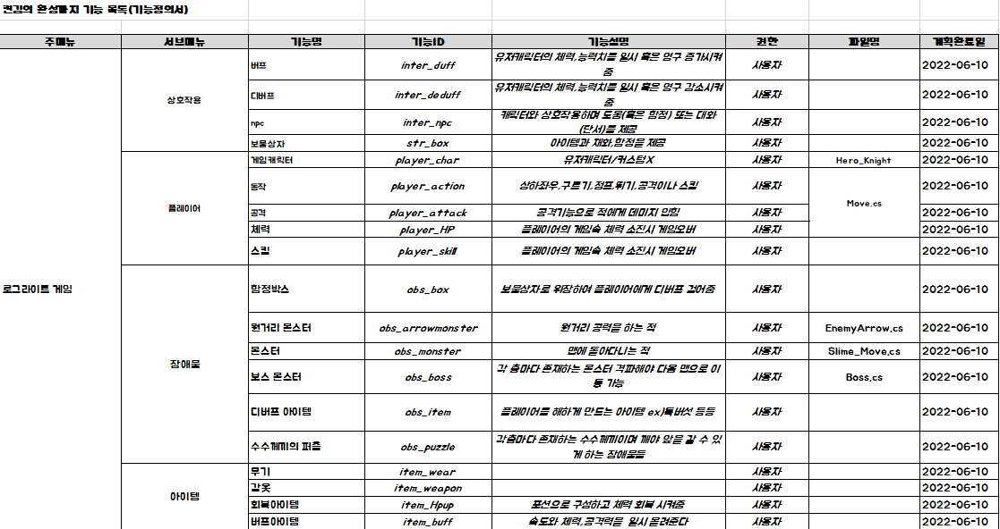 컨김의 완성까지 기능 목록(기능정의서)
주메뉴 서브메뉴 기능명 기능ID 기능설명 권한 파일명 계획완료일
로그라이트 게임
상호작용
버프 inter_duff 유저캐릭터의 체력,능력치를 일시 혹은 영구 증가시켜
줌 사용자 2022-06-10
디버프 inter_deduff 유저캐릭터의 체력,능력치를 일시 혹은 영구 감소시켜
줌 사용자 2022-06-10
npc inter_npc 캐릭터와 상호작용하며 도움(혹은 함정) 또는 대화
(단서)를 제공 사용자 2022-06-10
보물상자 str_box 아이템과 재화,함정을 제공 사용자 2022-06-10
플레이어
게임캐릭터 player_char 유저캐릭터/커스텀X 사용자 Hero_Knight 2022-06-10
동작 player_action 상하좌우,구르기,점프,뛰기,공격이나 스킬 사용자 Move.cs 2022-06-10
공격 player_attack 공격기능으로 적에게 데미지 입힘 사용자 2022-06-10
체력 player_HP 플레이어의 게임속 체력 소진시 게임오버 사용자 2022-06-10
스킬 player_skill 플레이어의 게임속 체력 소진시 게임오버 사용자 2022-06-10
장애물
함정박스 obs_box 보물상자로 위장하여 플레이어에게 디버프 걸어줌 사용자 2022-06-10
원거리 몬스터 obs_arrowmonster 원거리 공력을 하는 적 사용자 EnemyArrow.cs 2022-06-10
몬스터 obs_monster 맵에 돌아다니는 적 사용자 Slime_Move.cs 2022-06-10
보스 몬스터 obs_boss 각 층마다 존재하는 몬스터 격파해야 다음 맵으로 이
동 가능 사용자 Boss.cs 2022-06-10
디버프 아이템 obs_item 플레이어를 해하게 만드는 아이템 ex)독버섯 등등 사용자 2022-06-10
수수께끼의 퍼즐 obs_puzzle 각층마다 존재하는 수수께끼이며 깨야 앞을 갈 수 있
게 하는 장애물들 사용자 2022-06-10
아이템
무기 item_wear 사용자 2022-06-10
갑옷 item_weapon 사용자 2022-06-10
회복아이템 item_Hpup 포션으로 구성하고 체력 회복 시켜줌 사용자 2022-06-10
버프아이템 item_buff 속도와 체력,공격력을 일시 올려준다 사용자 2022-06-10